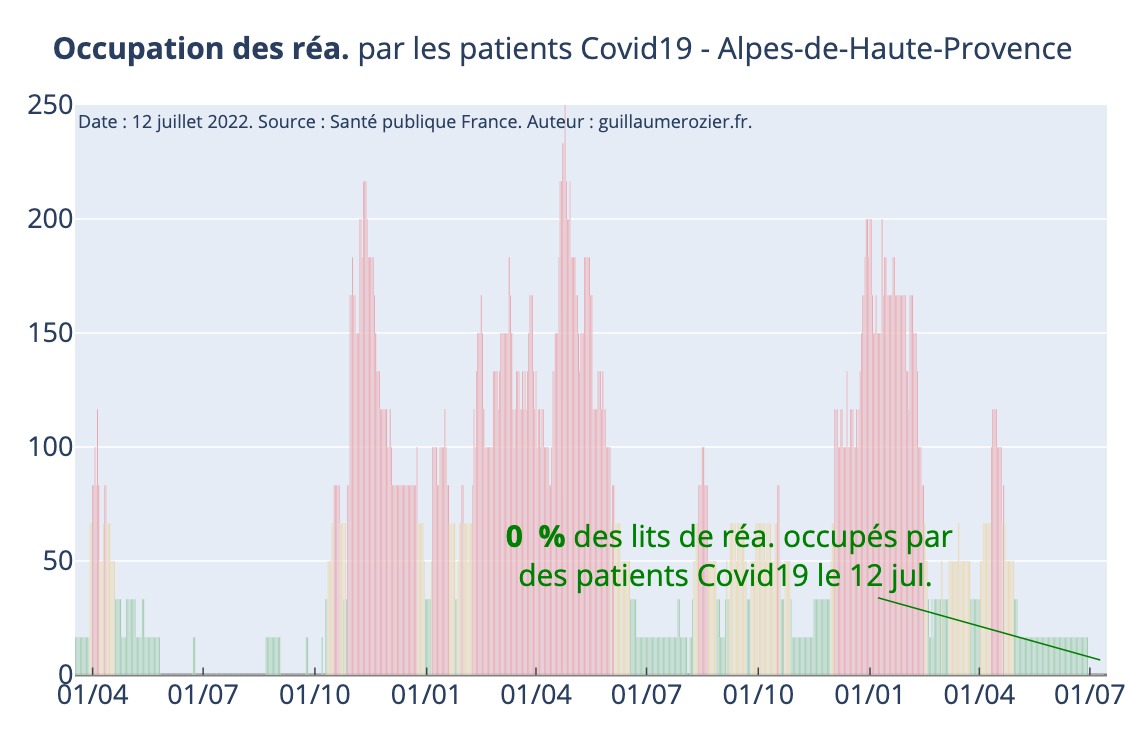 Occupation des réa. par les patients Covid19 - Alpes-de-Haute-Provence
250
Date : 12 juillet 2022. Source : Santé publique France. Auteur : guillaumerozier.fr.
200
150
100
0 % des lits de réa. occupés par
50
des patients Covid19 le 12 jul.
0
01/04 01/07 01/10 01/01 01/04 01/07 01/10 01/01 01/04 01/07